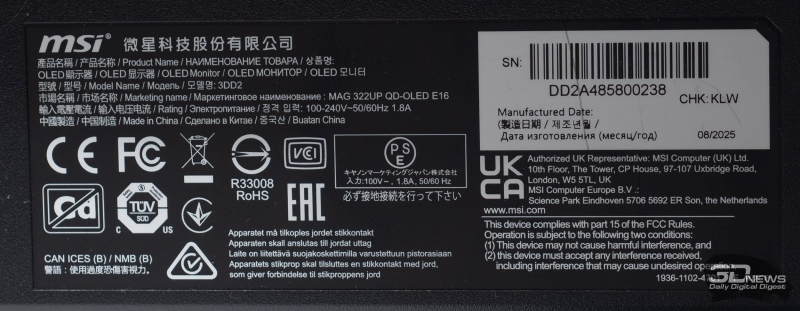 msi 微星科技股份有限公司
產品名稱 / 产品名称 / Product Name / НАИМЕНОВАНИЕ ТОВАРА / 상품명:
OLED 顯示器 / OLED 显示器 / OLED Monitor / OLED МОНИТОР / OLED 모니터
型號 / 型号 / Model Name / Модель / 모델명: 3DD2
市場名稱 / 市场名称 / Marketing name / Маркетинговое наименование : MAG 322UP QD-OLED E16
輸入電壓電流 / 输入电压电流 / Rating / Электропитание / 정격 입력: 100-240V~50/60Hz 1.8A
中國製造 / 中国制造 / Made in China / Сделано в Китае / 중국산 / Buatan China
SN:
DD2A485800238
CHK: KLW
Manufactured Date:
(製造日期 / 제조년월 /
Дата изготовления (месяц/год)
08/2025
CE FC
R33008
RoHS
VCI
PS
E
キヤノンマーケティングジャパン株式会社
入力:100V~, 1.8A, 50/60 Hz
必ず接地接続を行って下さい
Cd
C TÜV SÜD US
EAC
UK
CA
Authorized UK Representative: MSI Computer (UK) Ltd.
10th Floor, The Tower, CP House, 97-107 Uxbridge Road,
London, W5 5TL, UK
MSI Computer Europe B.V .:
Science Park Eindhoven 5706 5692 ER Son, the Netherlands
www.msi.com
CAN ICES (B) / NMB (B)
警語：使用過度恐傷害視力。
Apparatet må tilkoples jordet stikkontakt
Apparaten skall anslutas till jordat uttag
Laite on liitettävä suojakoskettimilla varustettuun pistorasiaan
Apparatets stikprop skal tilsluttes en stikkontakt med jord,
som giver forbindelse til stikproppens jord
This device complies with part 15 of the FCC Rules.
Operation is subject to the following two conditions:
(1) This device may not cause harmful interference, and
(2) this device must accept any interference received,
including interference that may cause undesired operation.
1936-1102-4
3DNEWS
Daily Digital Digest